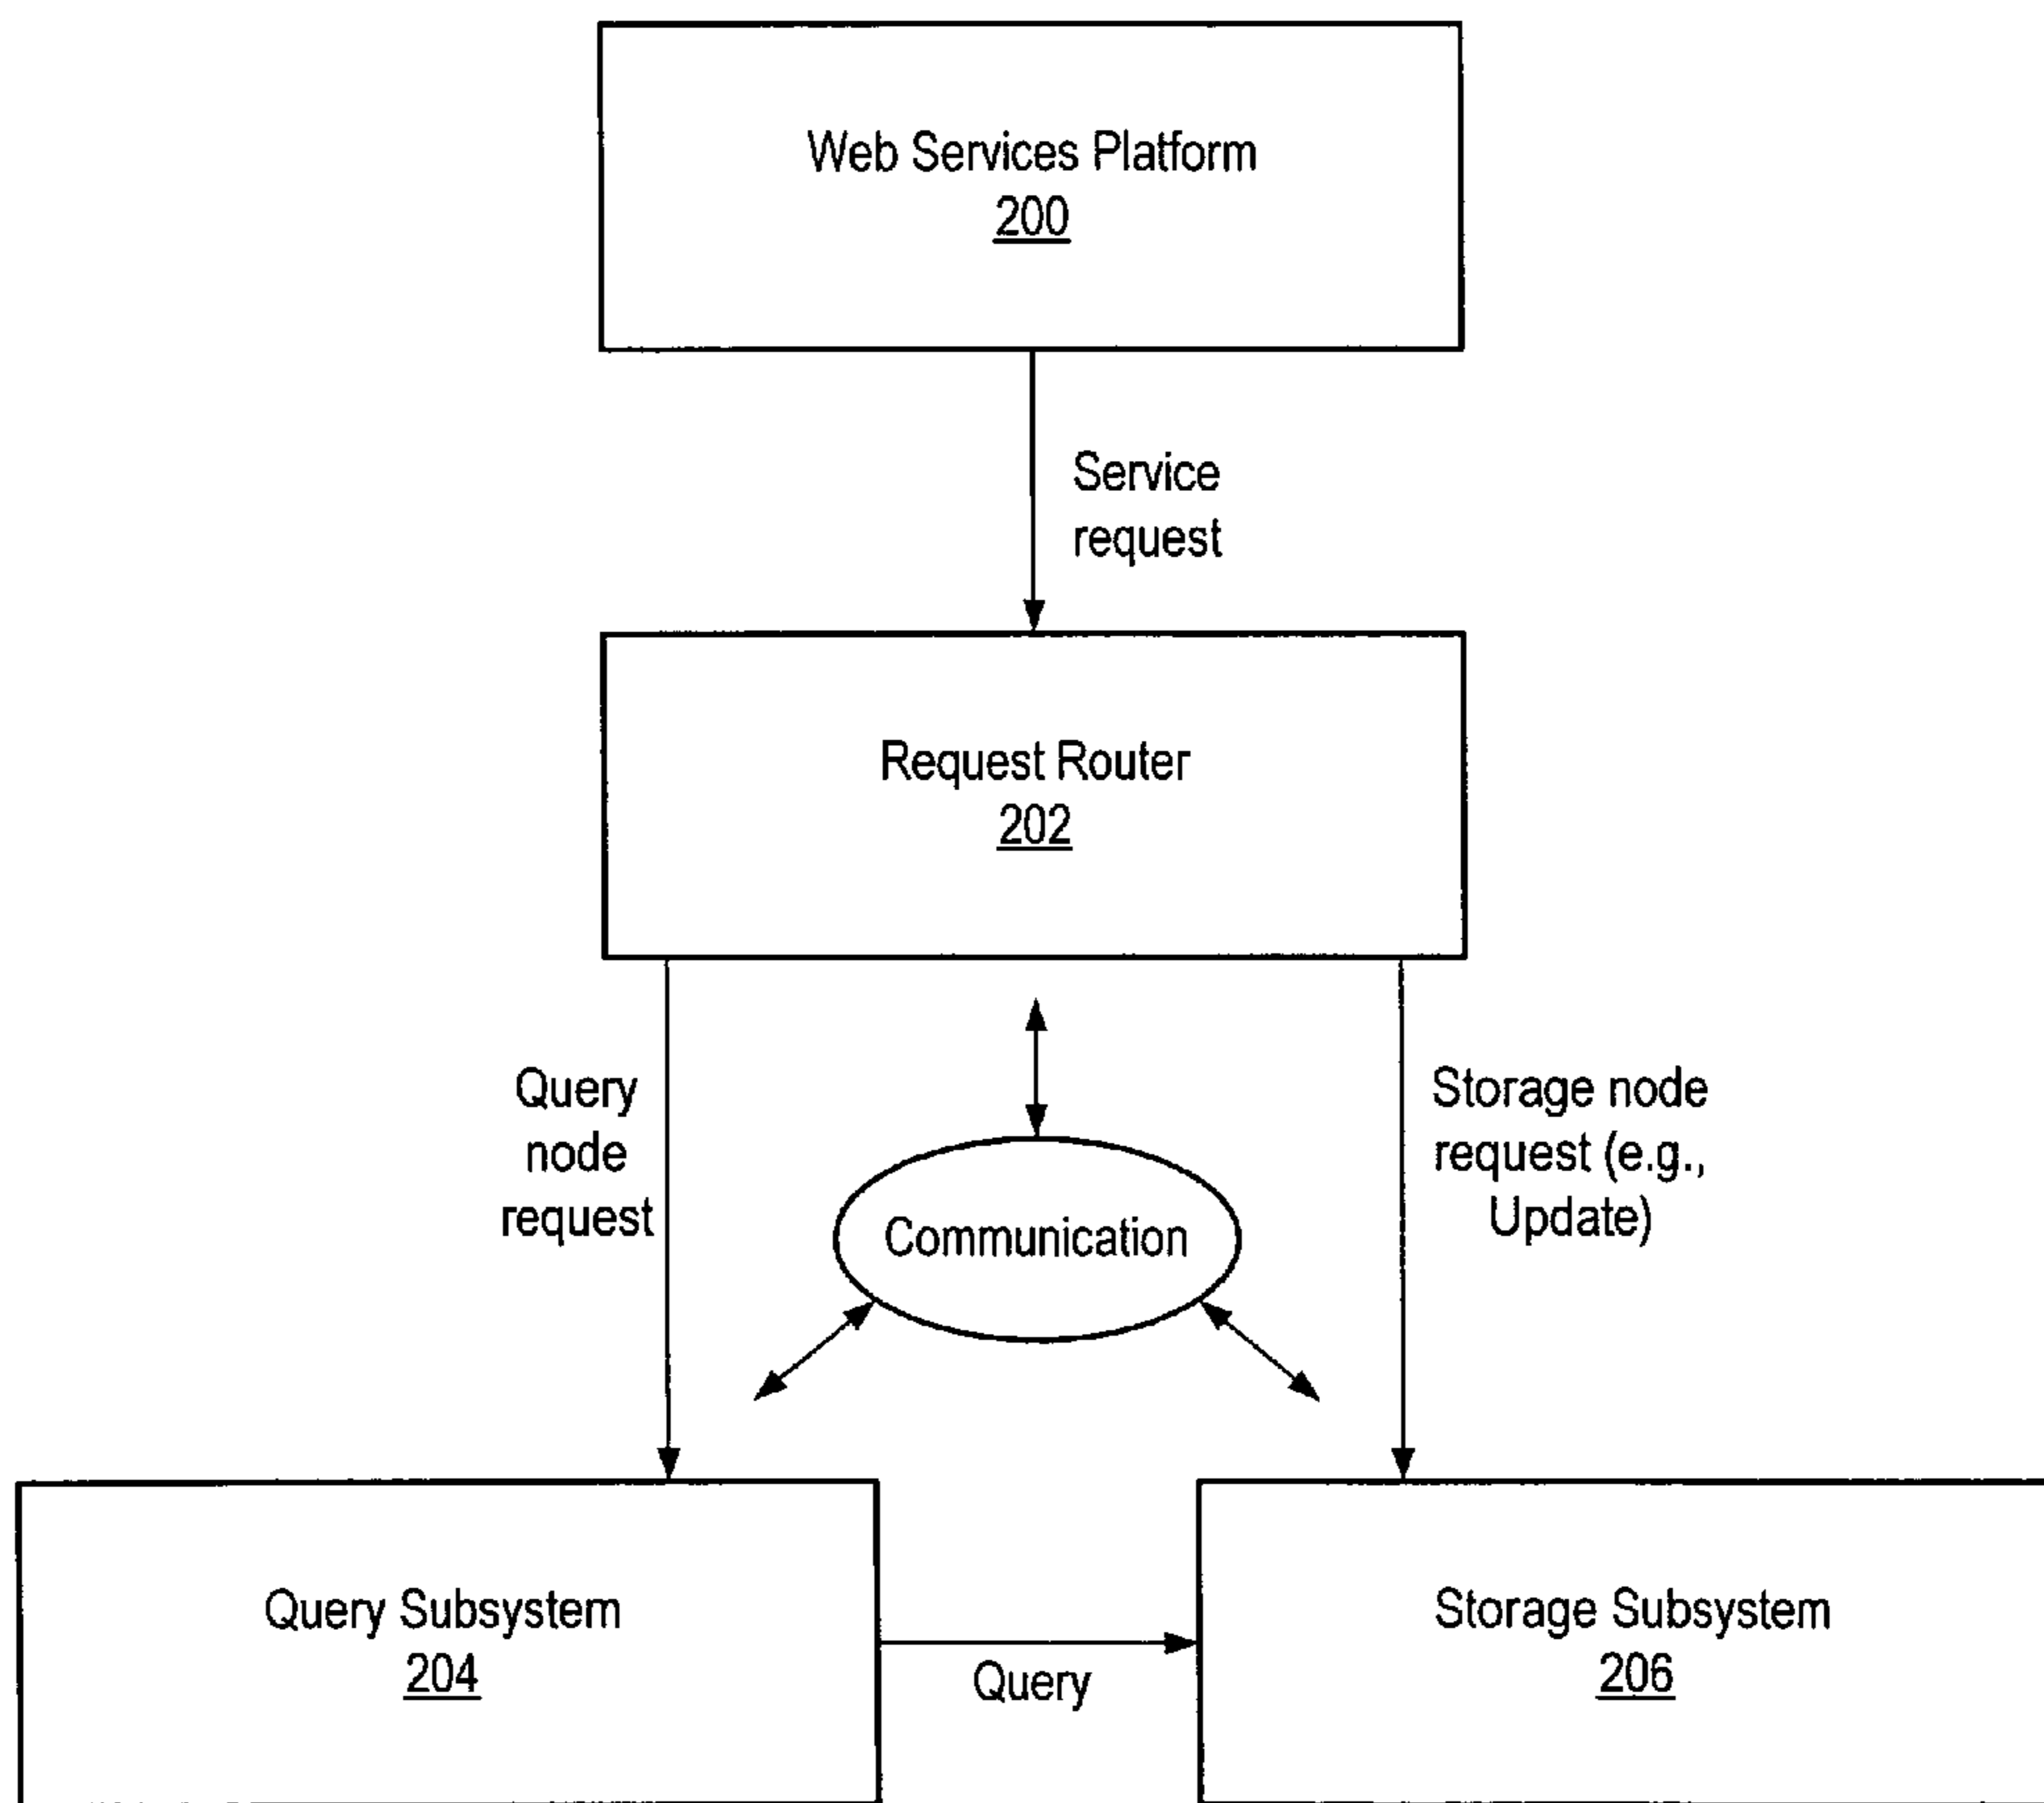 Web Services Platform
200
Service
request
Request Router
202
Query
node
request
Communication
Storage node
request (e.g.,
Update)
Query Subsystem
204
Query
Storage Subsystem
206